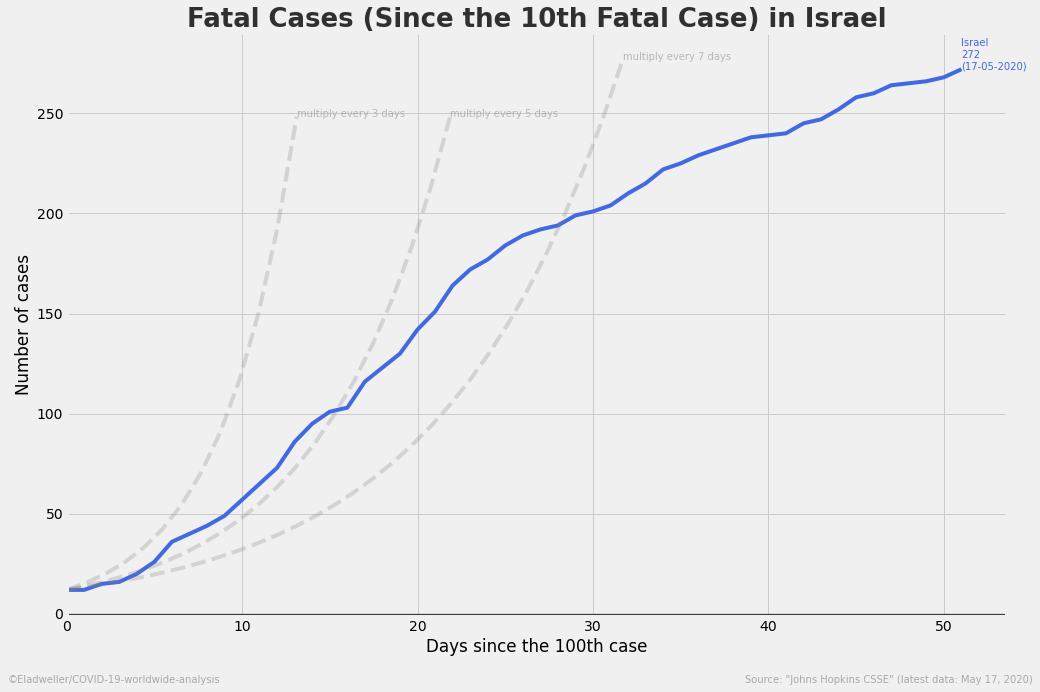 Fatal Cases (Since the 10th Fatal Case) in Israel
Israel
272
(17-05-2020)
multiply every 7 days
multiply every 3 days
multiply every 5 days
Number of cases
250
200
150
100
50
0
0 10 20 30 40 50
Days since the 100th case
©Eladweller/COVID-19-worldwide-analysis
Source: "Johns Hopkins CSSE" (latest data: May 17, 2020)